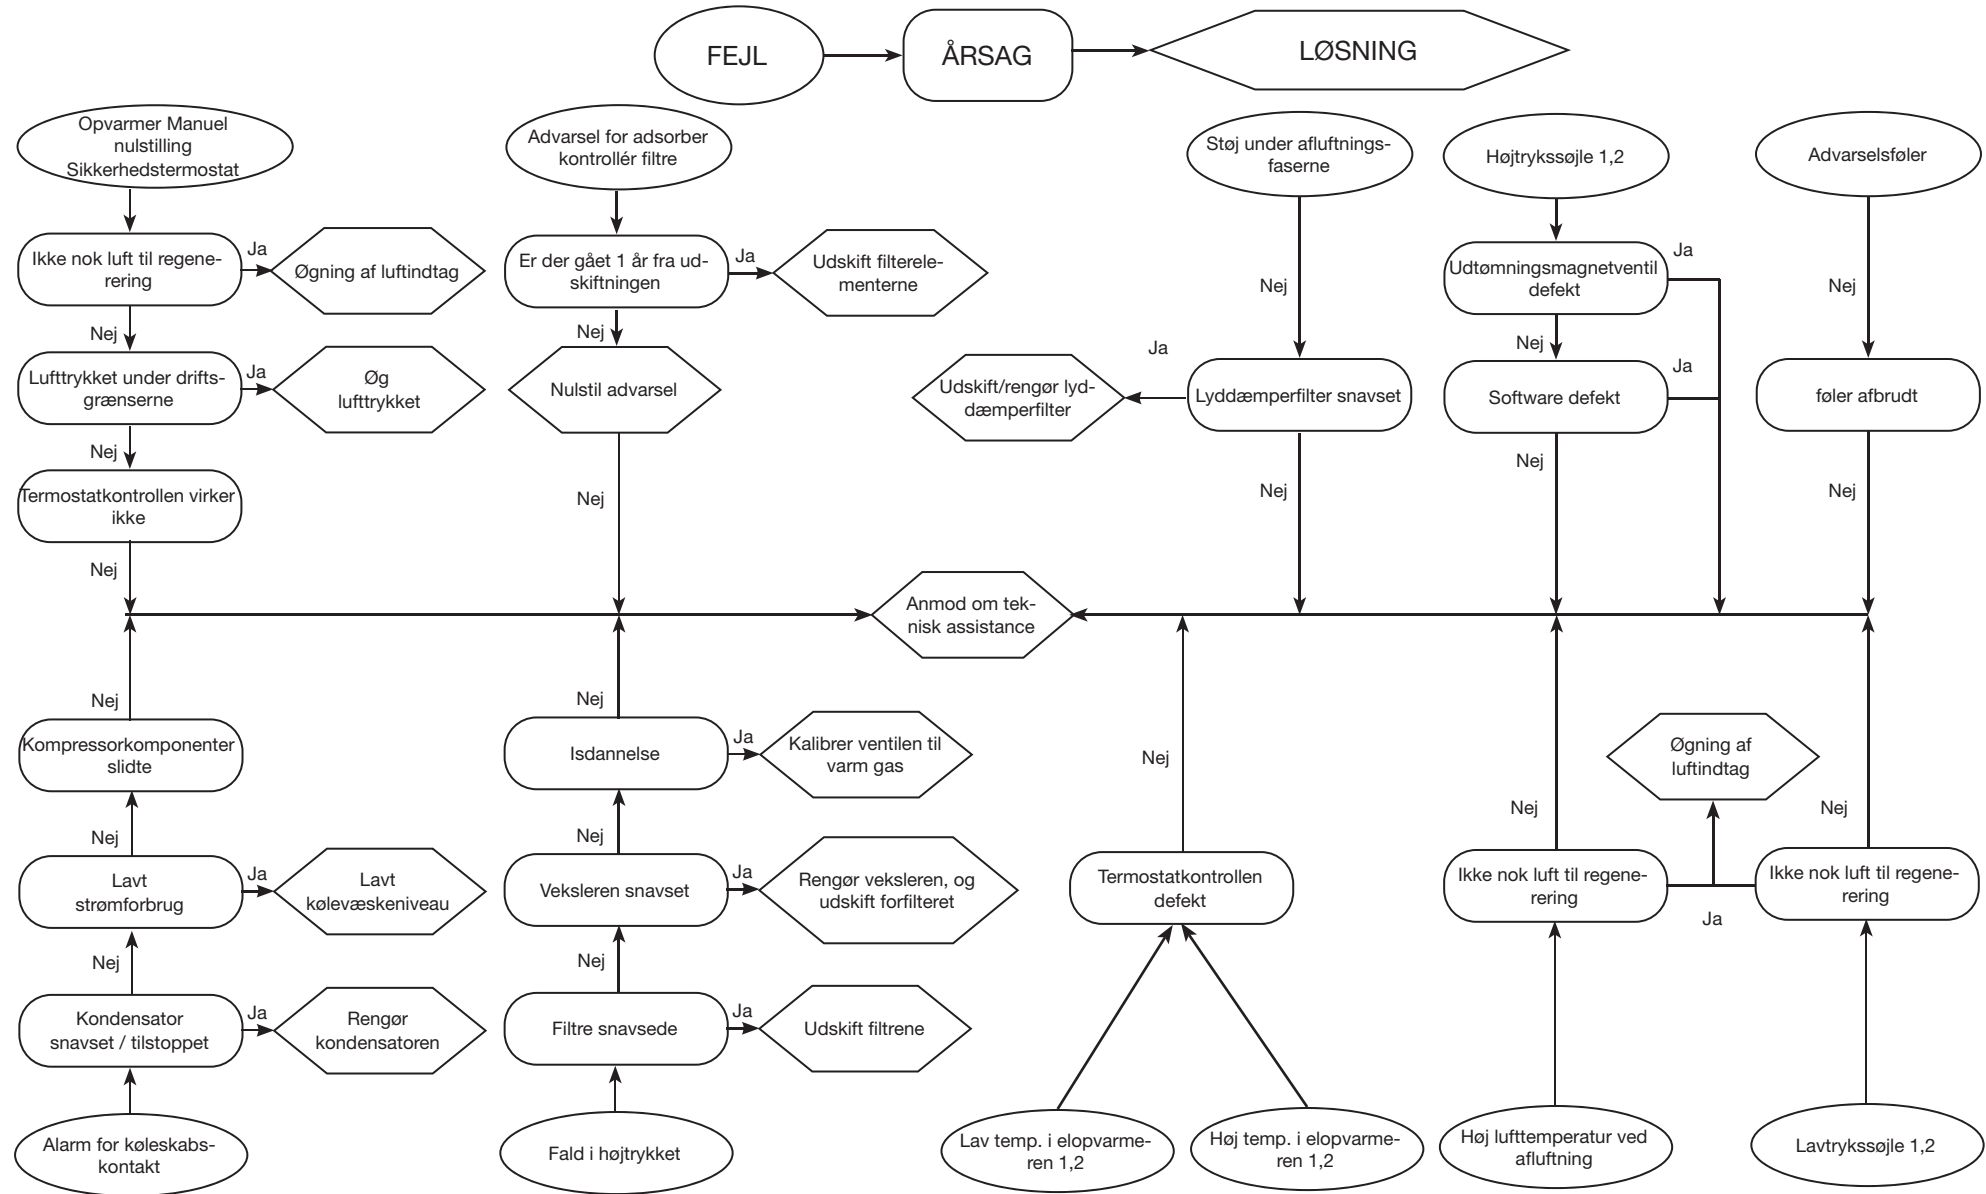 FEJL
ÅRSAG
LØSNING
Opvarmer Manuel
nulstilling
Sikkerhedstermostat
Ikke nok luft til regene-
rering
Ja
Øgning af luftindtag
Nej
Lufttrykket under drifts-
grænserne
Ja
Øg
lufttrykket
Nej
Termostatkontrollen virker
ikke
Nej
Advarsel for adsorber
kontrollér filtre
Er der gået 1 år fra ud-
skiftningen
Ja
Udskift filterele-
menterne
Nej
Nulstil advarsel
Nej
Støj under afluftnings-
faserne
Nej
Lyddæmperfilter snavset
Ja
Udskift/rengør lyd-
dæmperfilter
Nej
Højtrykssøjle 1,2
Udtømningsmagnetventil
defekt
Ja
Nej
Software defekt
Ja
Nej
Advarselsføler
Nej
føler afbrudt
Nej
Anmod om tek-
nisk assistance
Nej
Kompressorkomponenter
slidte
Nej
Lavt
strømforbrug
Ja
Lavt
kølevæskeniveau
Nej
Kondensator
snavset / tilstoppet
Ja
Rengør
kondensatoren
Alarm for køleskabs-
kontakt
Nej
Isdannelse
Ja
Kalibrer ventilen til
varm gas
Nej
Veksleren snavset
Ja
Rengør veksleren, og
udskift forfilteret
Nej
Filtre snavsede
Ja
Udskift filtrene
Fald i højtrykket
Nej
Termostatkontrollen
defekt
Lav temp. i elopvarme-
ren 1,2
Høj temp. i elopvarme-
ren 1,2
Nej
Ikke nok luft til regene-
rering
Høj lufttemperatur ved
afluftning
Øgning af
luftindtag
Ja
Nej
Ikke nok luft til regene-
rering
Lavtrykssøjle 1,2